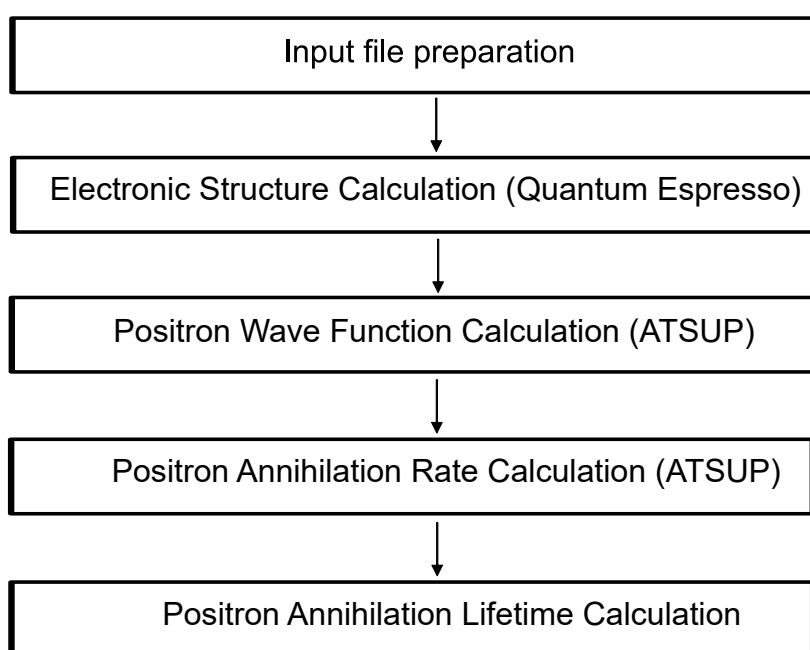 Input file preparation
Electronic Structure Calculation (Quantum Espresso)
Positron Wave Function Calculation (ATSUP)
Positron Annihilation Rate Calculation (ATSUP)
Positron Annihilation Lifetime Calculation